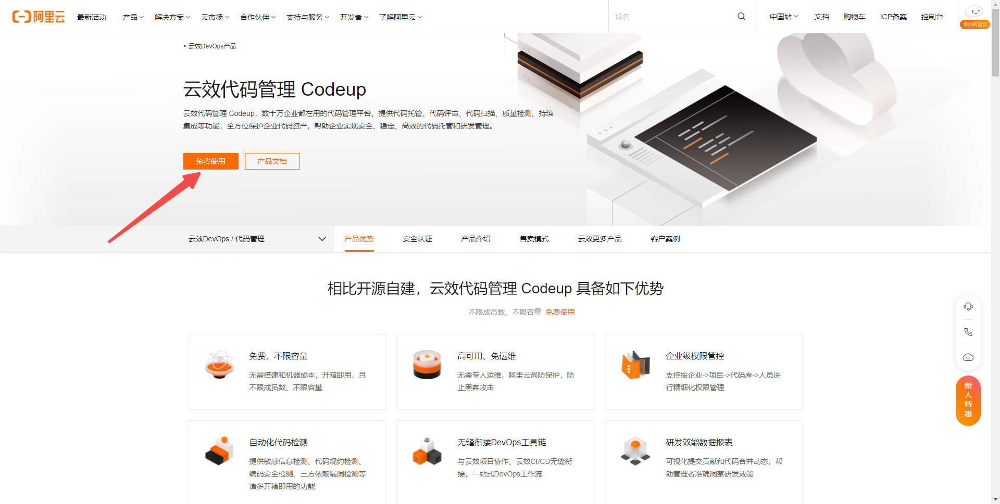 阿里云
最新活动 产品 解决方案 云市场 合作伙伴 支持与服务 开发者 了解阿里云 域名 中国站 文档 购物车 ICP备案 控制台
我的阿里云
< 云效DevOps产品
云效代码管理 Codeup
云效代码管理 Codeup，数十万企业都在用的代码管理平台，提供代码托管、代码评审、代码扫描、质量检测、持续
集成等功能，全方位保护企业代码资产，帮助企业实现安全、稳定、高效的代码托管和研发管理。
免费使用 产品文档
云效DevOps / 代码管理 产品优势 安全认证 产品介绍 售卖模式 云效更多产品 客户案例
相比开源自建，云效代码管理 Codeup 具备如下优势
不限成员数、不限容量 免费使用
免费、不限容量
无需搭建和机器成本，开箱即用，且
不限成员数、不限容量
高可用、免运维
无需专人运维，阿里云高防保护，防
止黑客攻击
企业级权限管控
支持按企业->项目->代码库->人员进
行精细化权限管理
自动化代码检测
提供敏感信息检测、代码规约检测、
编码安全检测、三方依赖漏洞检测等
诸多开箱即用的功能
无缝衔接DevOps工具链
与云效项目协作、云效CI/CD无缝衔
接，一站式DevOps工作流
研发效能数据报表
可视化提交贡献和代码合并动态，帮
助管理者准确洞察研发效能
新
人
特
惠